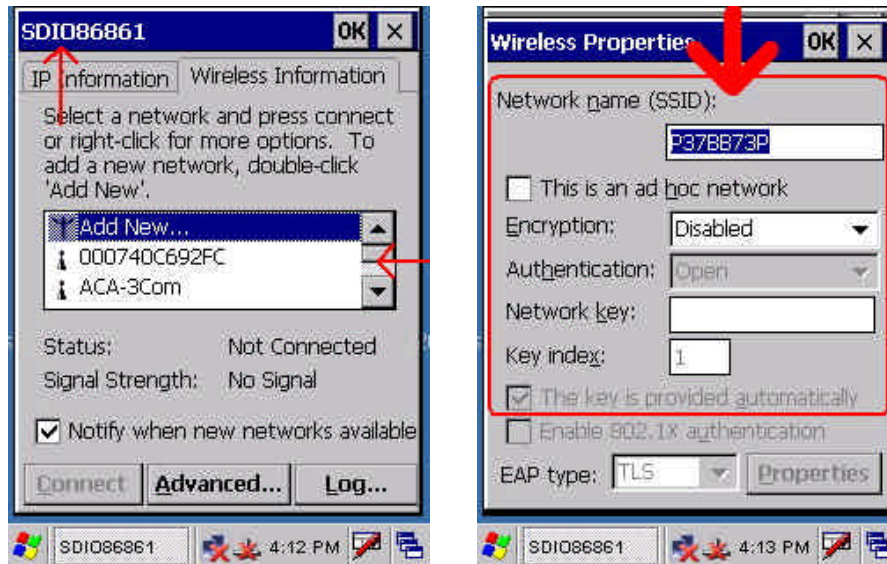 SDIO86861 OK
IP Information Wireless Information
Select a network and press connect
or right-click for more options. To
add a new network, double-click
'Add New'.
Add New...
000740C692FC
ACA-3Com
Status: Not Connected
Signal Strength: No Signal
Notify when new networks available
Connect Advanced... Log...
SDIO86861 4:12 PM
Wireless Properties OK
Network name (SSID):
P37BB73P
This is an ad hoc network
Encryption: Disabled
Authentication: Open
Network key:
Key index: 1
The key is provided automatically
Enable 802.1X authentication
EAP type: TLS Properties
SDIO86861 4:13 PM